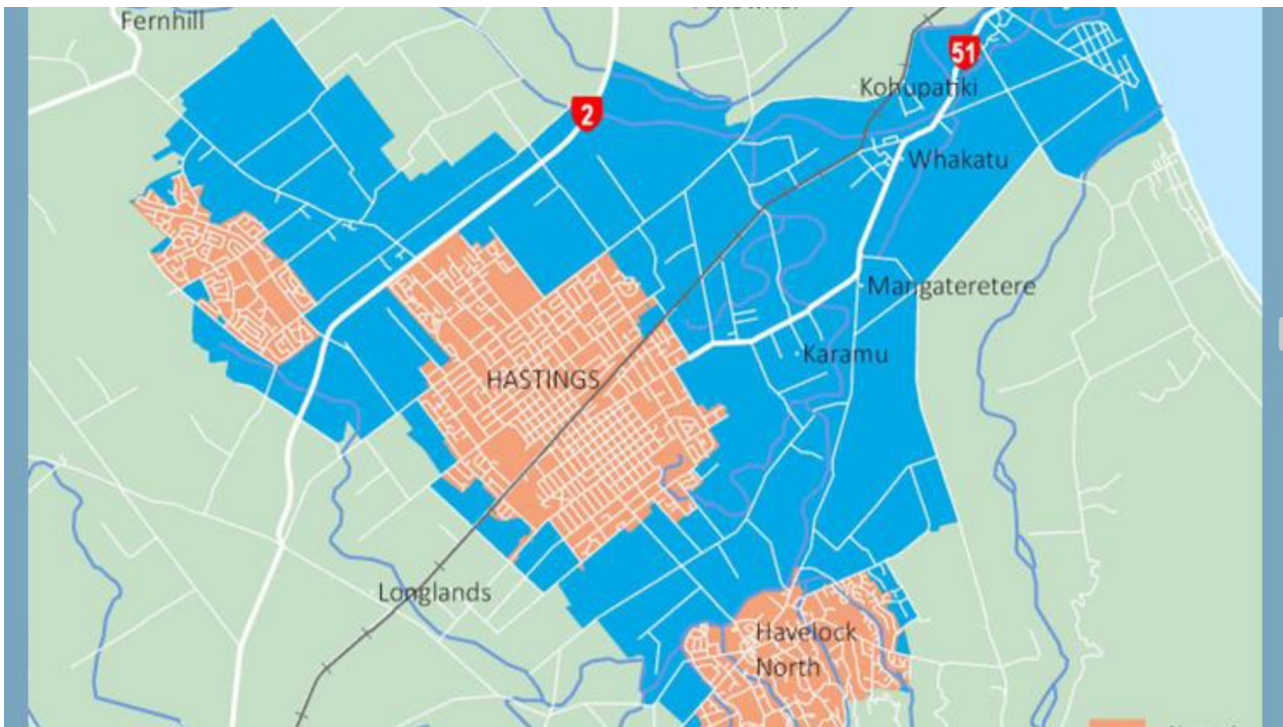 Fernhill
51
Kohupatiki
2
Whakatu
Mangateretere
Karamu
HASTINGS
Longlands
Havelock
North